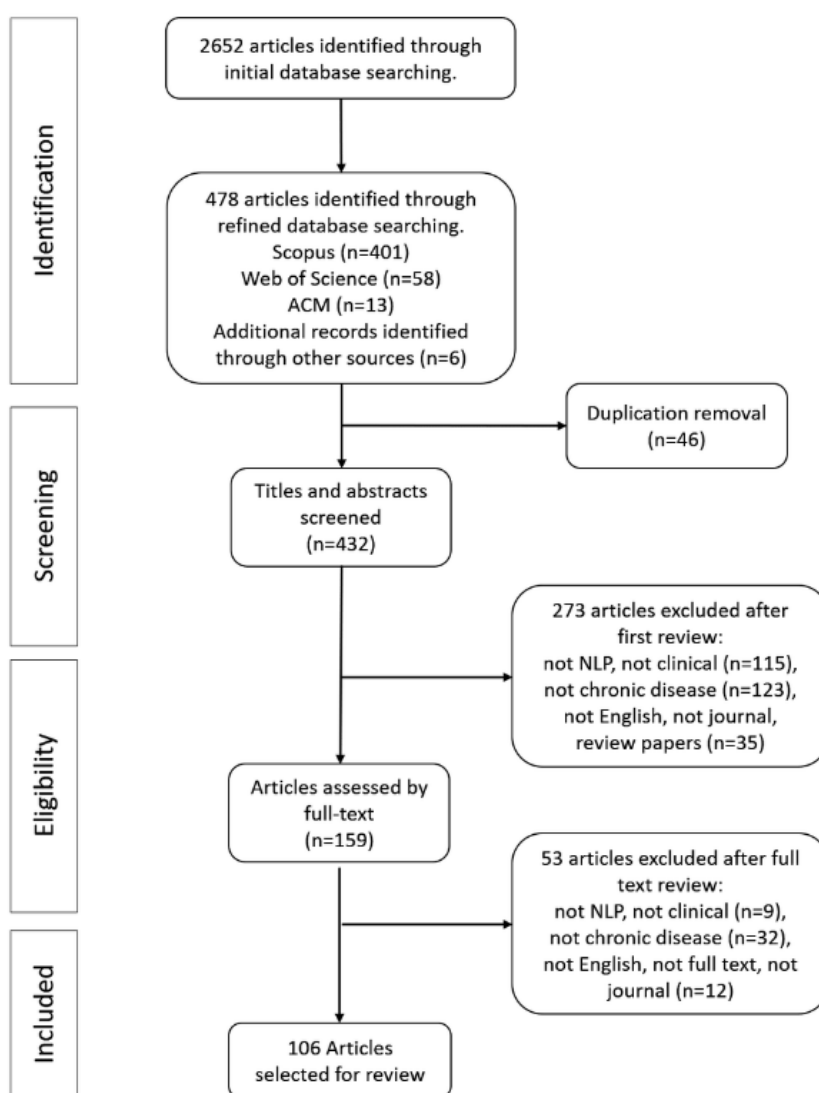 Identification
2652 articles identified through
initial database searching.
478 articles identified through
refined database searching.
Scopus (n=401)
Web of Science (n=58)
ACM (n=13)
Additional records identified
through other sources (n=6)
Screening
Duplication removal
(n=46)
Titles and abstracts
screened
(n=432)
273 articles excluded after
first review:
not NLP, not clinical (n=115),
not chronic disease (n=123),
not English, not journal,
review papers (n=35)
Eligibility
Articles assessed by
full-text
(n=159)
53 articles excluded after full
text review:
not NLP, not clinical (n=9),
not chronic disease (n=32),
not English, not full text, not
journal (n=12)
Included
106 Articles
selected for review